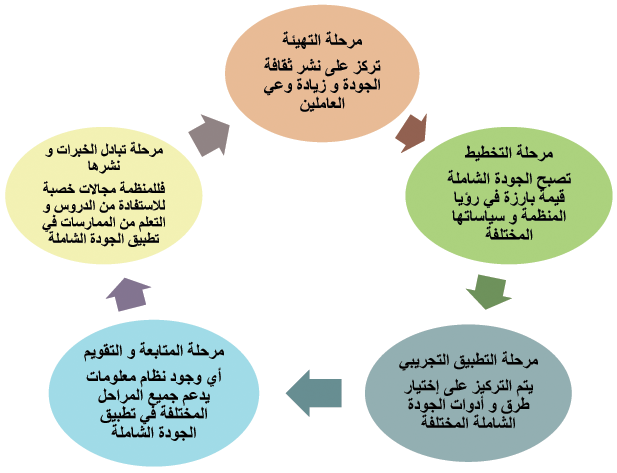 مرحلة التهيئة
تركز على نشر ثقافة
الجودة و زيادة وعي
العاملين
مرحلة التخطيط
تصبح الجودة الشاملة
قيمة بارزة في رؤيا
المنظمة و سياساتها
المختلفة
مرحلة التطبيق التجريبي
يتم التركيز على إختيار
طرق و أدوات الجودة
الشاملة المختلفة
مرحلة المتابعة و التقويم
أي وجود نظام معلومات
يدعم جميع المراحل
المختلفة في تطبيق
الجودة الشاملة
مرحلة تبادل الخبرات و
نشرها
فللمنظمة مجالات خصبة
للاستفادة من الدروس و
التعلم من الممارسات في
تطبيق الجودة الشاملة